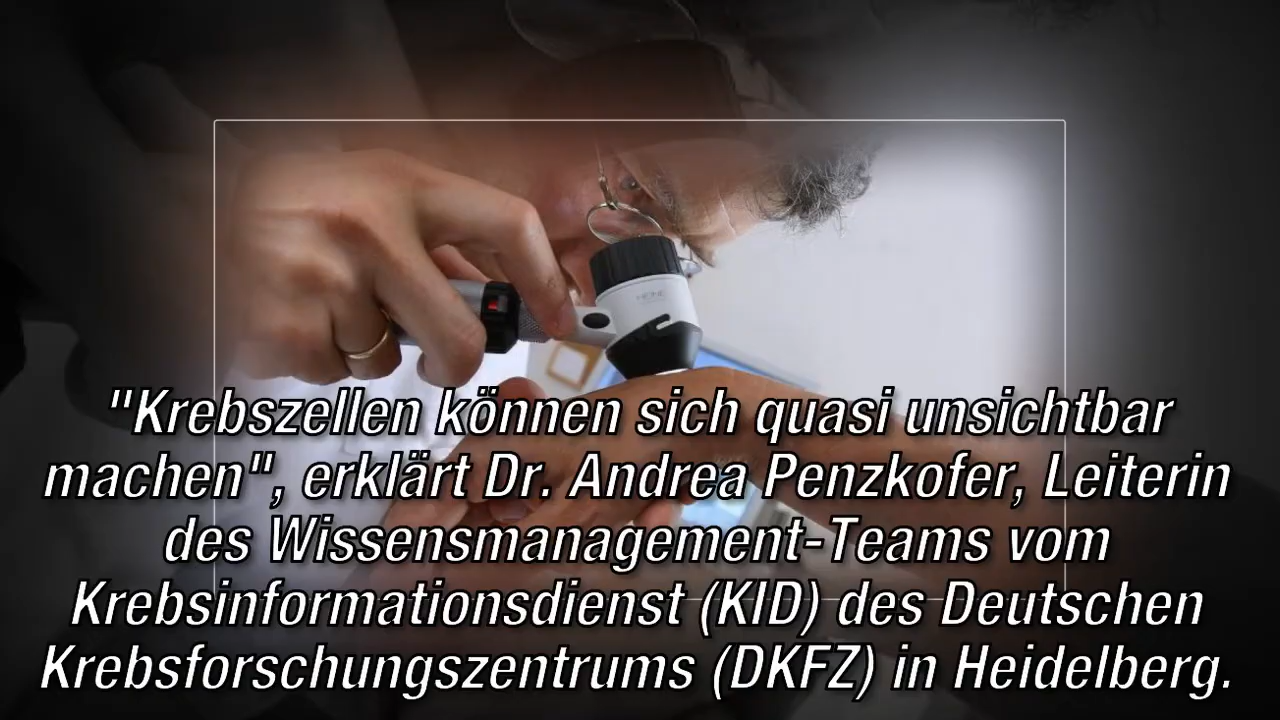 "Krebszellen können sich quasi unsichtbar
machen", erklärt Dr. Andrea Penzkofer, Leiterin
des Wissensmanagement-Teams vom
Krebsinformationsdienst (KID) des Deutschen
Krebsforschungszentrums (DKFZ) in Heidelberg.